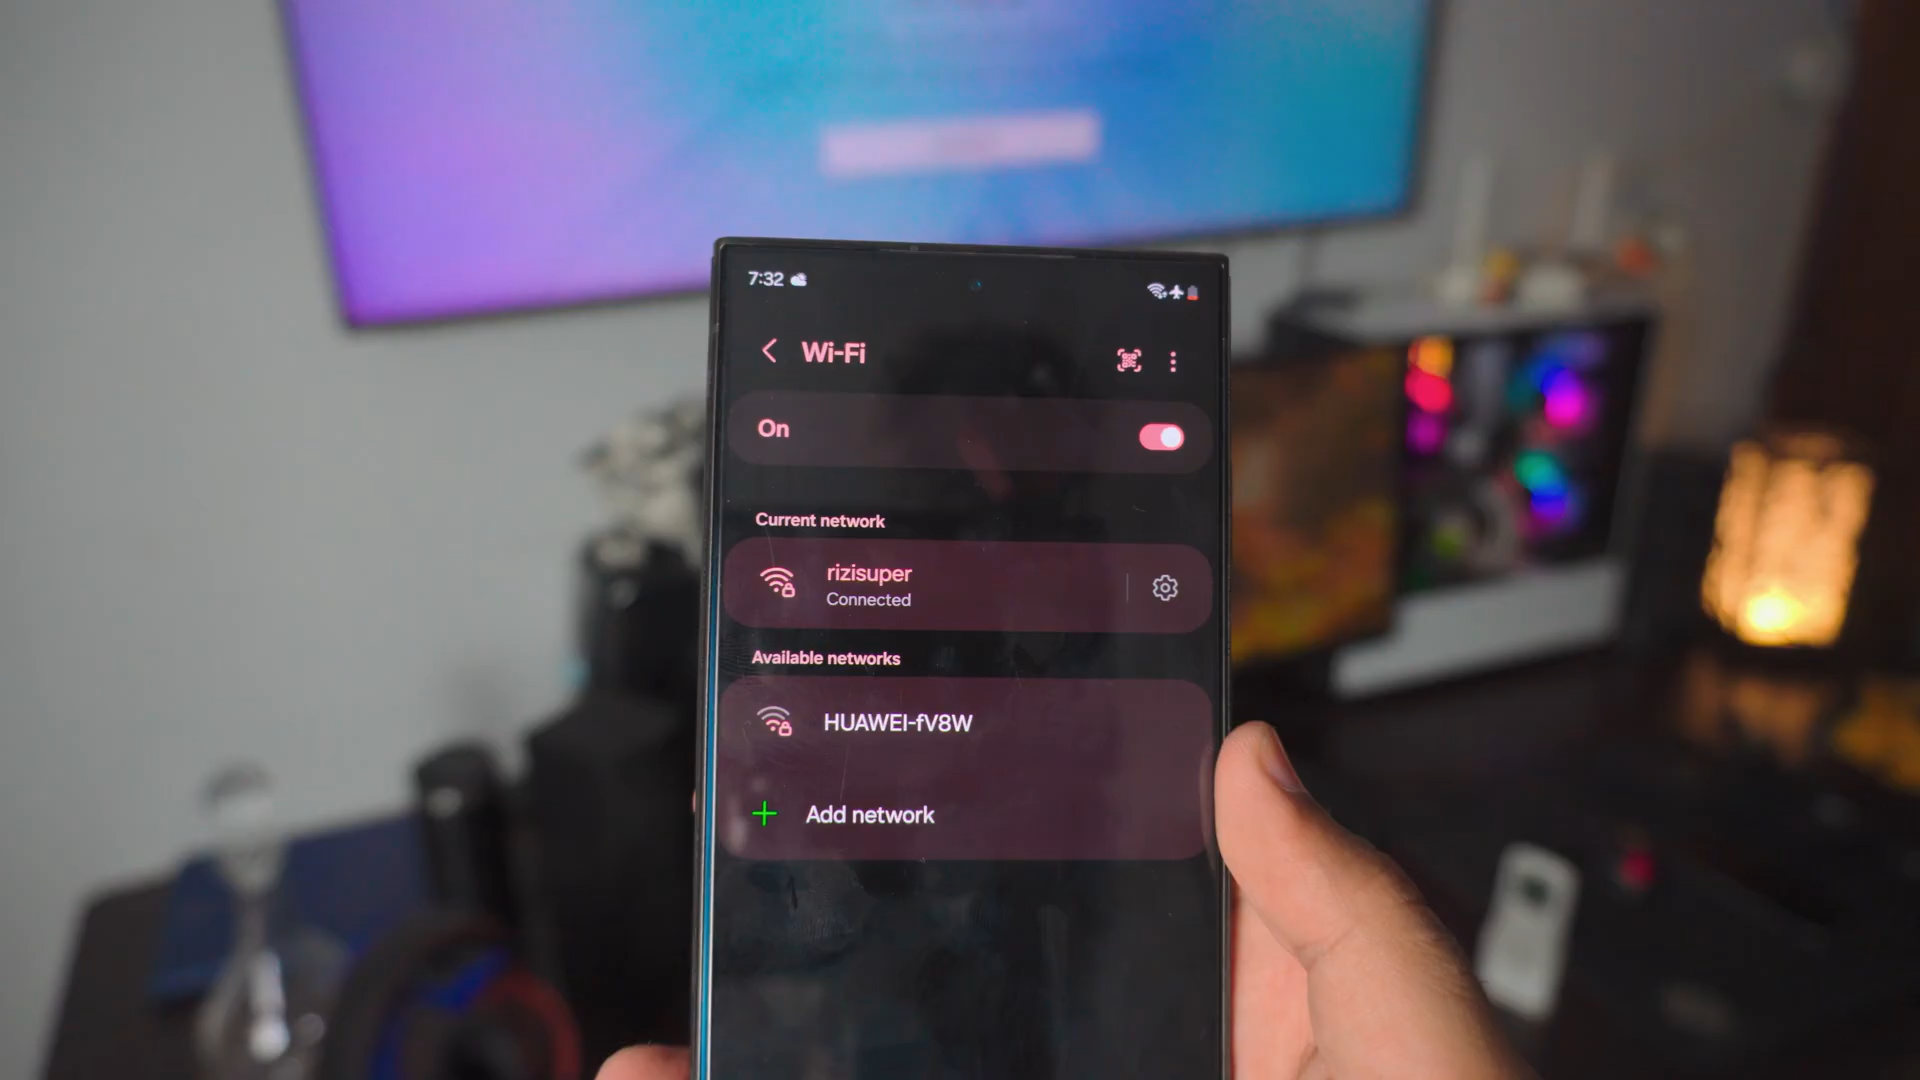 7:32
Wi-Fi
On
Current network
rizisuper
Connected
Available networks
HUAWEI-fV8W
Add network